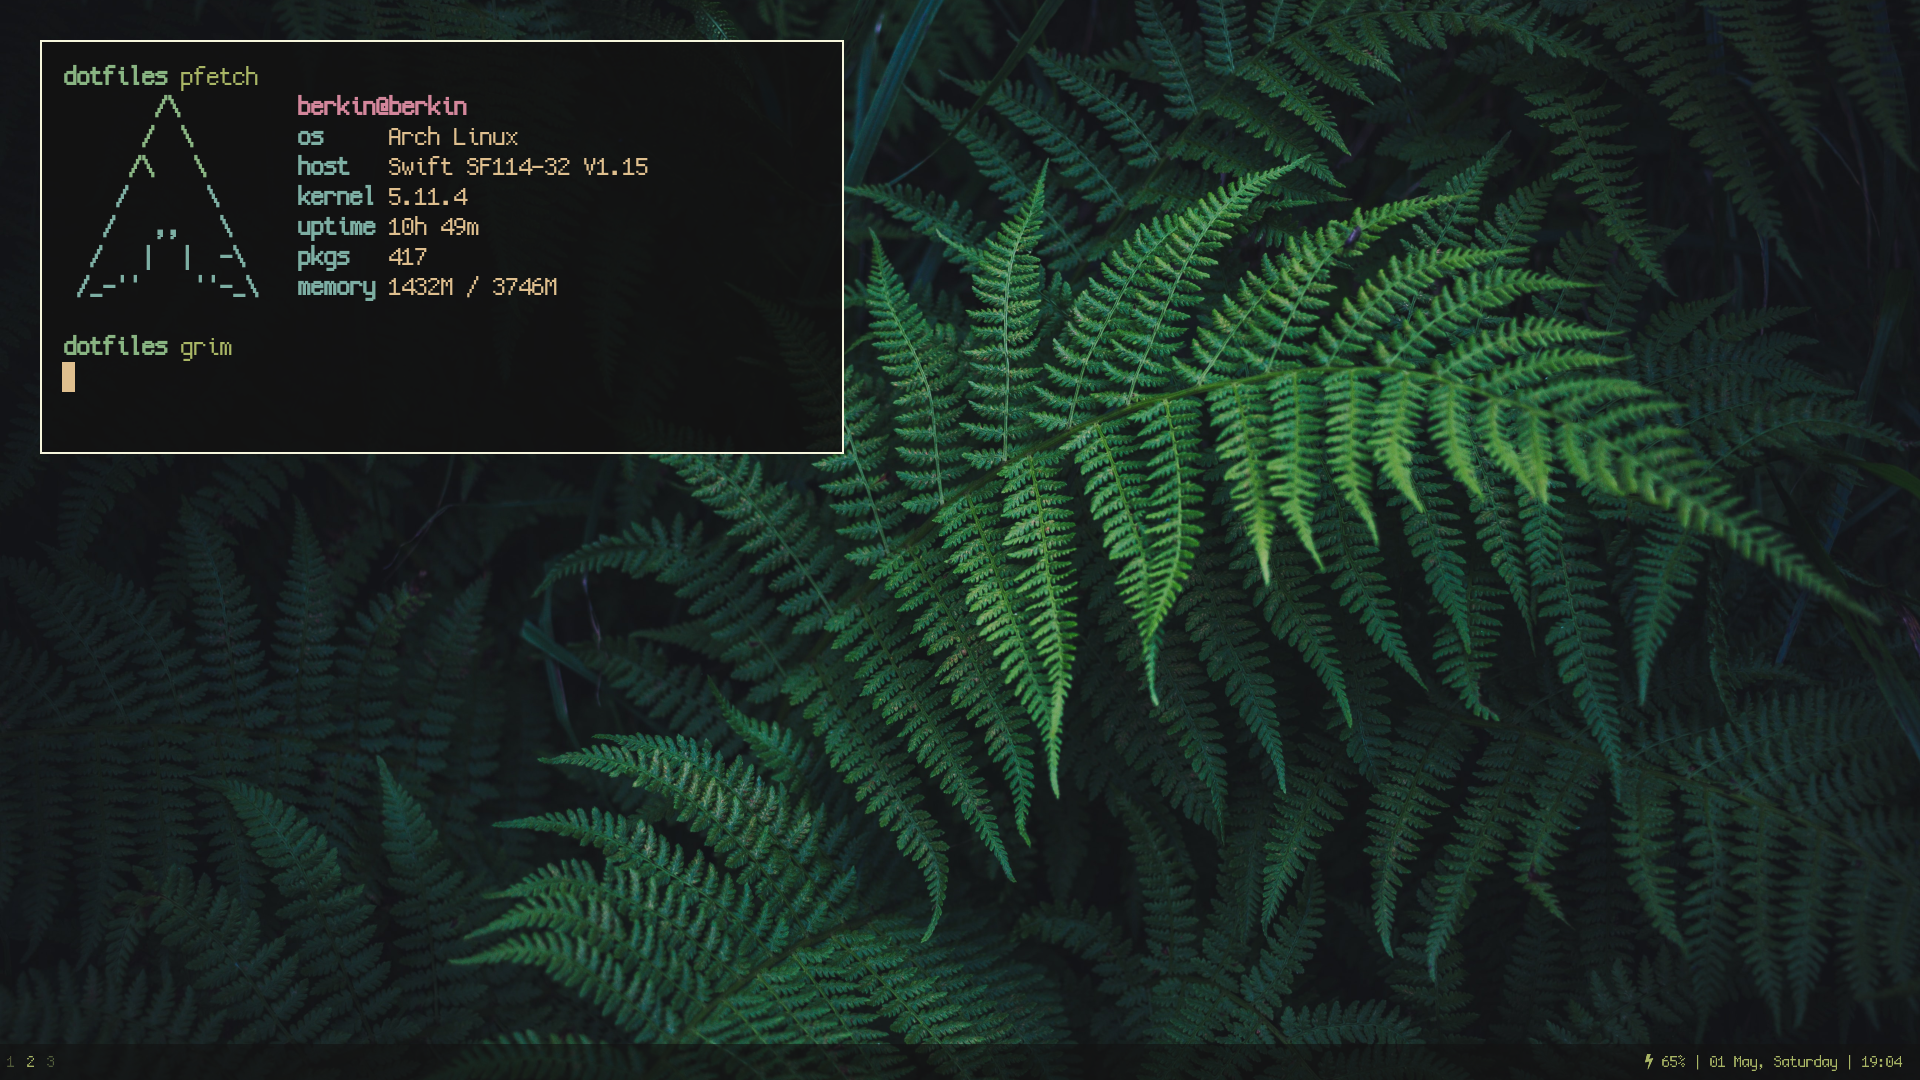 dotfiles pfetch
berkin@berkin
os Arch Linux
host Swift SF114-32 V1.15
kernel 5.11.4
uptime 10h 49m
pkgs 417
memory 1432M / 3746M
dotfiles grim
1 2 3
65% | 01 May, Saturday | 19:04